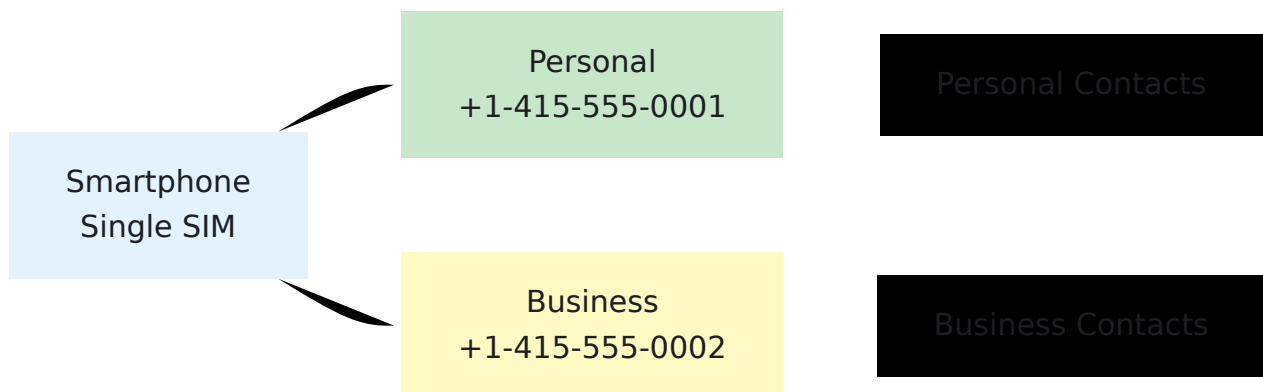 Personal
+1-415-555-0001
Personal Contacts
Smartphone
Single SIM
Business
+1-415-555-0002
Business Contacts